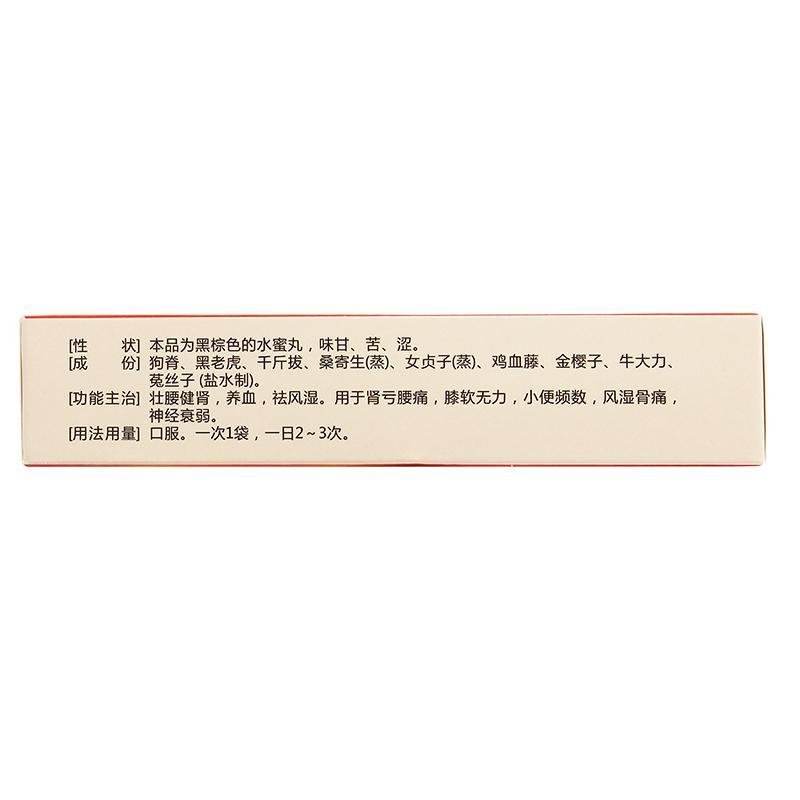 [性　状] 本品为黑棕色的水蜜丸，味甘、苦、涩。
[成　份] 狗脊、黑老虎、千斤拔、桑寄生(蒸)、女贞子(蒸)、鸡血藤、金樱子、牛大力、
菟丝子 (盐水制)。
[功能主治] 壮腰健肾，养血，祛风湿。用于肾亏腰痛，膝软无力，小便频数，风湿骨痛，
神经衰弱。
[用法用量] 口服。一次1袋，一日2～3次。